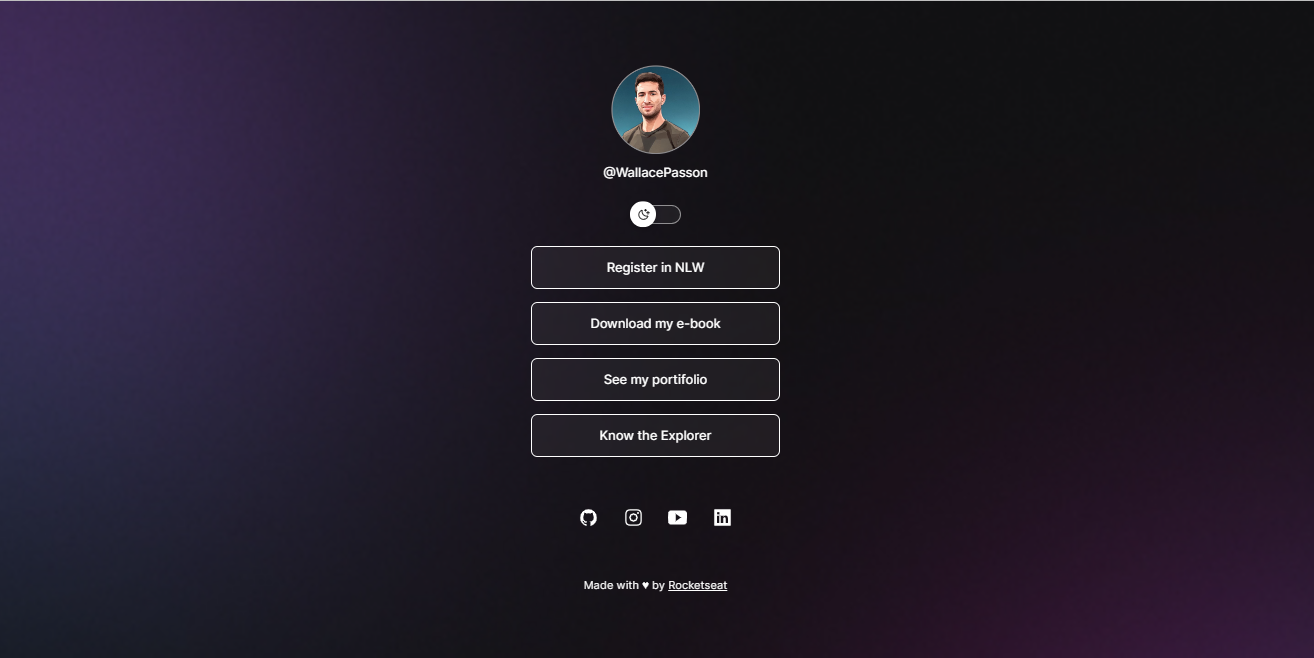 @WallacePasson
Register in NLW
Download my e-book
See my portifolio
Know the Explorer
Made with ♥ by Rocketseat